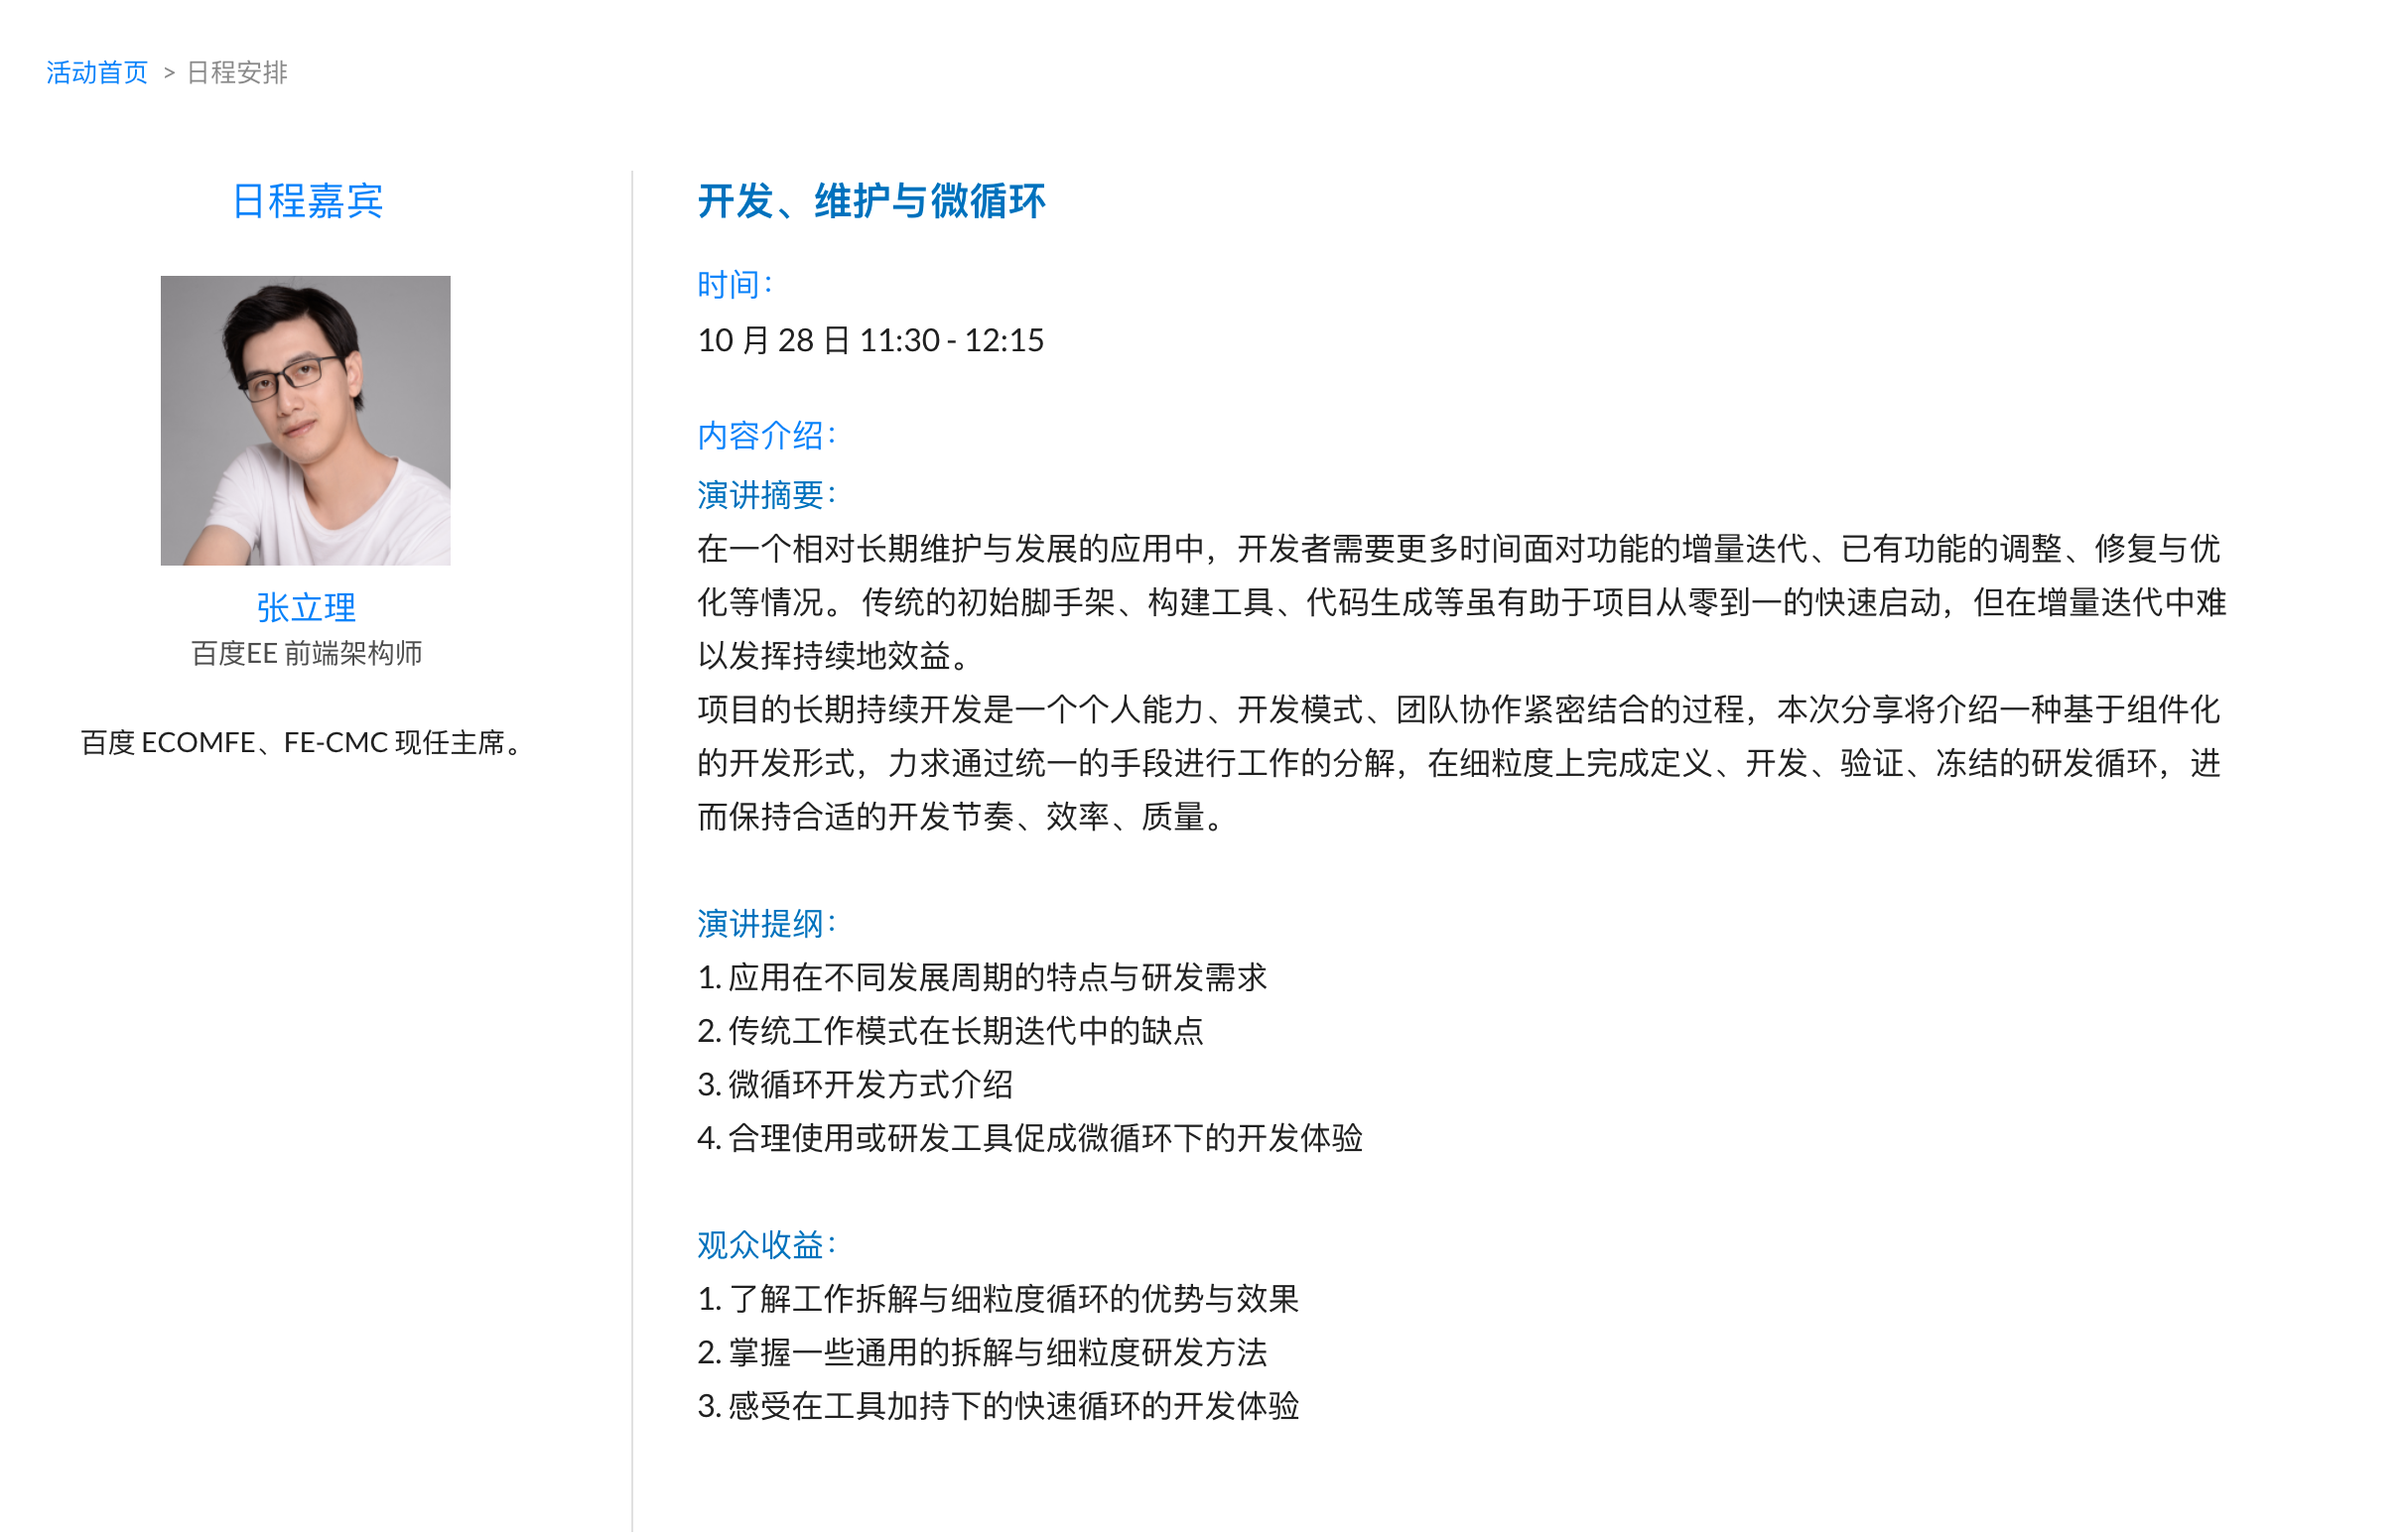 活动首页 > 日程安排
日程嘉宾
张立理
百度EE 前端架构师
百度 ECOMFE、FE-CMC 现任主席。
开发、维护与微循环
时间：
10 月 28 日 11:30 - 12:15
内容介绍：
演讲摘要：
在一个相对长期维护与发展的应用中，开发者需要更多时间面对功能的增量迭代、已有功能的调整、修复与优
化等情况。 传统的初始脚手架、构建工具、代码生成等虽有助于项目从零到一的快速启动，但在增量迭代中难
以发挥持续地效益。
项目的长期持续开发是一个个人能力、开发模式、团队协作紧密结合的过程，本次分享将介绍一种基于组件化
的开发形式，力求通过统一的手段进行工作的分解，在细粒度上完成定义、开发、验证、冻结的研发循环，进
而保持合适的开发节奏、效率、质量。
演讲提纲：
1. 应用在不同发展周期的特点与研发需求
2. 传统工作模式在长期迭代中的缺点
3. 微循环开发方式介绍
4. 合理使用或研发工具促成微循环下的开发体验
观众收益：
1. 了解工作拆解与细粒度循环的优势与效果
2. 掌握一些通用的拆解与细粒度研发方法
3. 感受在工具加持下的快速循环的开发体验